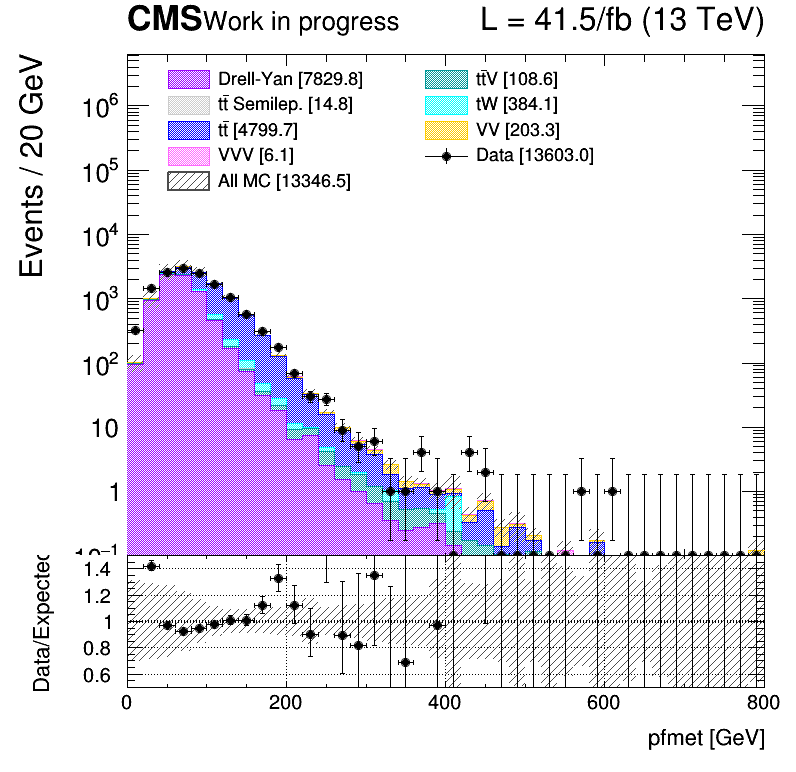 CMS Work in progress L = 41.5/fb (13 TeV)
Events / 20 GeV
Drell-Yan [7829.8] tt̄V [108.6]
tt̄ Semilep. [14.8] tW [384.1]
tt̄ [4799.7] VV [203.3]
VVV [6.1] Data [13603.0]
All MC [13346.5]
10⁶
10⁵
10⁴
10³
10²
10
1
10⁻¹
Data/Expected
1.4
1.2
1
0.8
0.6
0 200 400 600 800
pfmet [GeV]